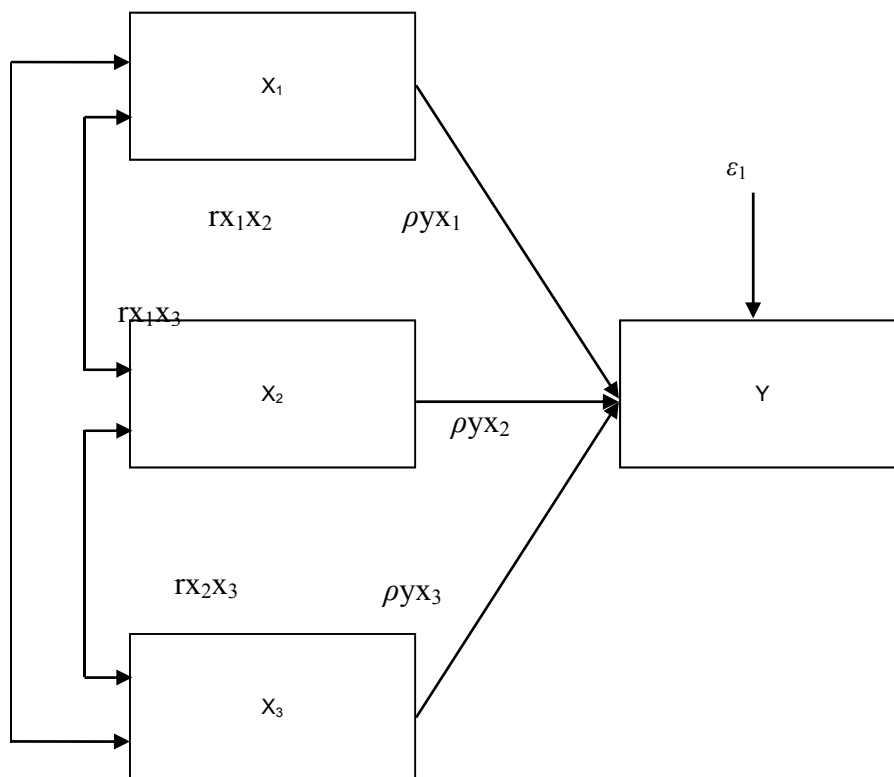 X₁
ε₁
rx₁x₂
ρyx₁
rx₁x₃
X₂
Y
ρyx₂
rx₂x₃
ρyx₃
X₃